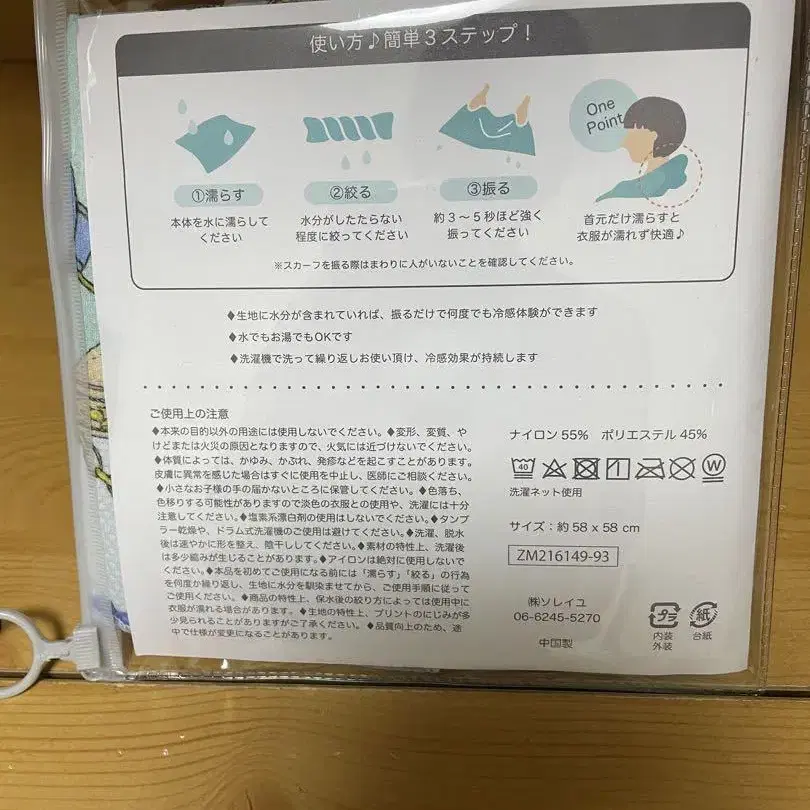 使い方♪簡単3ステップ！
One
Point
①濡らす
②絞る
③振る
本体を水に濡らして
ください
水分がしたたらない
程度に絞ってください
約3～5秒ほど強く
振ってください
首元だけ濡らすと
衣服が濡れず快適♪
※スカーフを振る際はまわりに人がいないことを確認してください。
♦生地に水分が含まれていれば、振るだけで何度でも冷感体験ができます
♦水でもお湯でもOKです
♦洗濯機で洗って繰り返しお使い頂け、冷感効果が持続します
ご使用上の注意
♦本来の目的以外の用途には使用しないでください。♦変形、変質、や
けどまたは火災の原因となりますので、火気には近づけないでください。
♦体質によっては、かゆみ、かぶれ、発疹などを起こすことがあります。
皮膚に異常を感じた場合はすぐに使用を中止し、医師にご相談ください。
♦小さなお子様の手の届かないところに保管してください。♦色落ち、
色移りする可能性がありますので淡色の衣服との使用や、洗濯には十分
注意してください。♦塩素系漂白剤の使用はしないでください。♦タンブ
ラー乾燥や、ドラム式洗濯機のご使用は避けてください。♦洗濯、脱水
後は速やかに形を整え、陰干ししてください。♦素材の特性上、洗濯後
は多少縮みが生じることがあります。♦アイロンは絶対に使用しないで
ください。♦本品を初めてご使用になる前には「濡らす」「絞る」の行為
を何度か繰り返し、生地に水分を馴染ませてから、ご使用手順に従って
ご使用ください。♦商品の特性上、保水後の絞り方によっては使用中に
衣服が濡れる場合があります。♦生地の特性上、プリントのにじみが多
少見られることがありますがご了承ください。♦品質向上のため、途
中で仕様が変更になることがあります。
ナイロン55%　ポリエステル45%
40
W
洗濯ネット使用
サイズ：約58 x 58 cm
ZM216149-93
㈱ソレイユ
06-6245-5270
中国製
プラ
内装
外装
紙
台紙